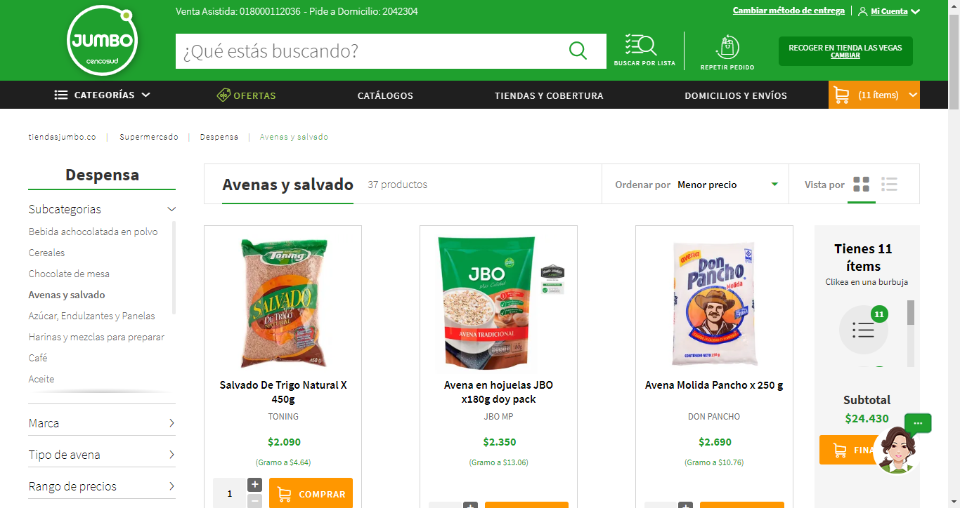 Venta Asistida: 018000112036 - Pide a Domicilio: 2042304
Cambiar método de entrega
Mi Cuenta
JUMBO
cencosud
¿Qué estás buscando?
BUSCAR POR LISTA
REPETIR PEDIDO
RECOGER EN TIENDA LAS VEGAS
CAMBIAR
CATEGORÍAS
OFERTAS
CATÁLOGOS
TIENDAS Y COBERTURA
DOMICILIOS Y ENVÍOS
(11 ítems)
tiendasjumbo.co | Supermercado | Despensa | Avenas y salvado
Despensa
Subcategorias
Bebida achocolatada en polvo
Cereales
Chocolate de mesa
Avenas y salvado
Azúcar, Endulzantes y Panelas
Harinas y mezclas para preparar
Café
Aceite
Marca
Tipo de avena
Rango de precios
Avenas y salvado
37 productos
Ordenar por Menor precio
Vista por
Toning
SALVADO
De Trigo
450 g
Salvado De Trigo Natural X
450g
TONING
$2.090
(Gramo a $4.64)
1
COMPRAR
JBO
AVENA TRADICIONAL
Avena en hojuelas JBO
x180g doy pack
JBO MP
$2.350
(Gramo a $13.06)
Don
Pancho
Molida
Avena Molida Pancho x 250 g
DON PANCHO
$2.690
(Gramo a $10.76)
Tienes 11
ítems
Clikea en una burbuja
11
Subtotal
$24.430
FINA